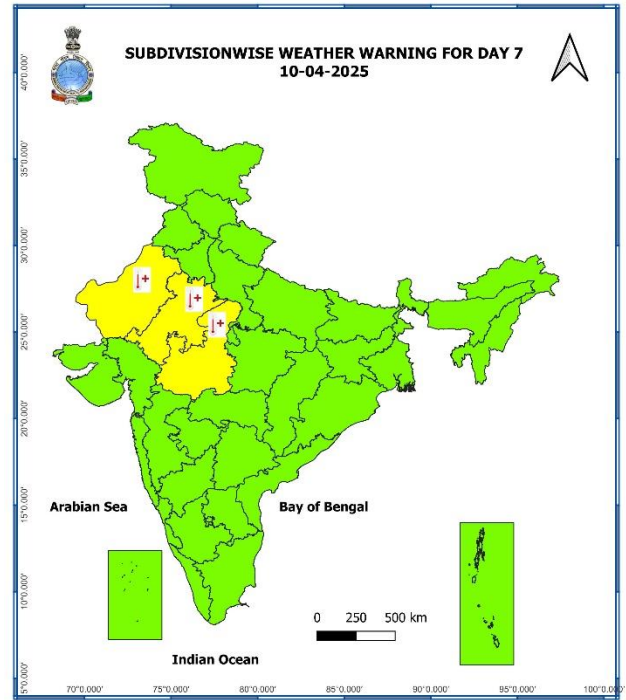 SUBDIVISIONWISE WEATHER WARNING FOR DAY 7
10-04-2025
40°0.000'
35°0.000'
30°0.000'
25°0.000'
20°0.000'
15°0.000'
10°0.000'
5°0.000'
Arabian Sea
Bay of Bengal
0 250 500 km
Indian Ocean
70°0.000' 75°0.000' 80°0.000' 85°0.000' 90°0.000' 95°0.000' 100°0.000'